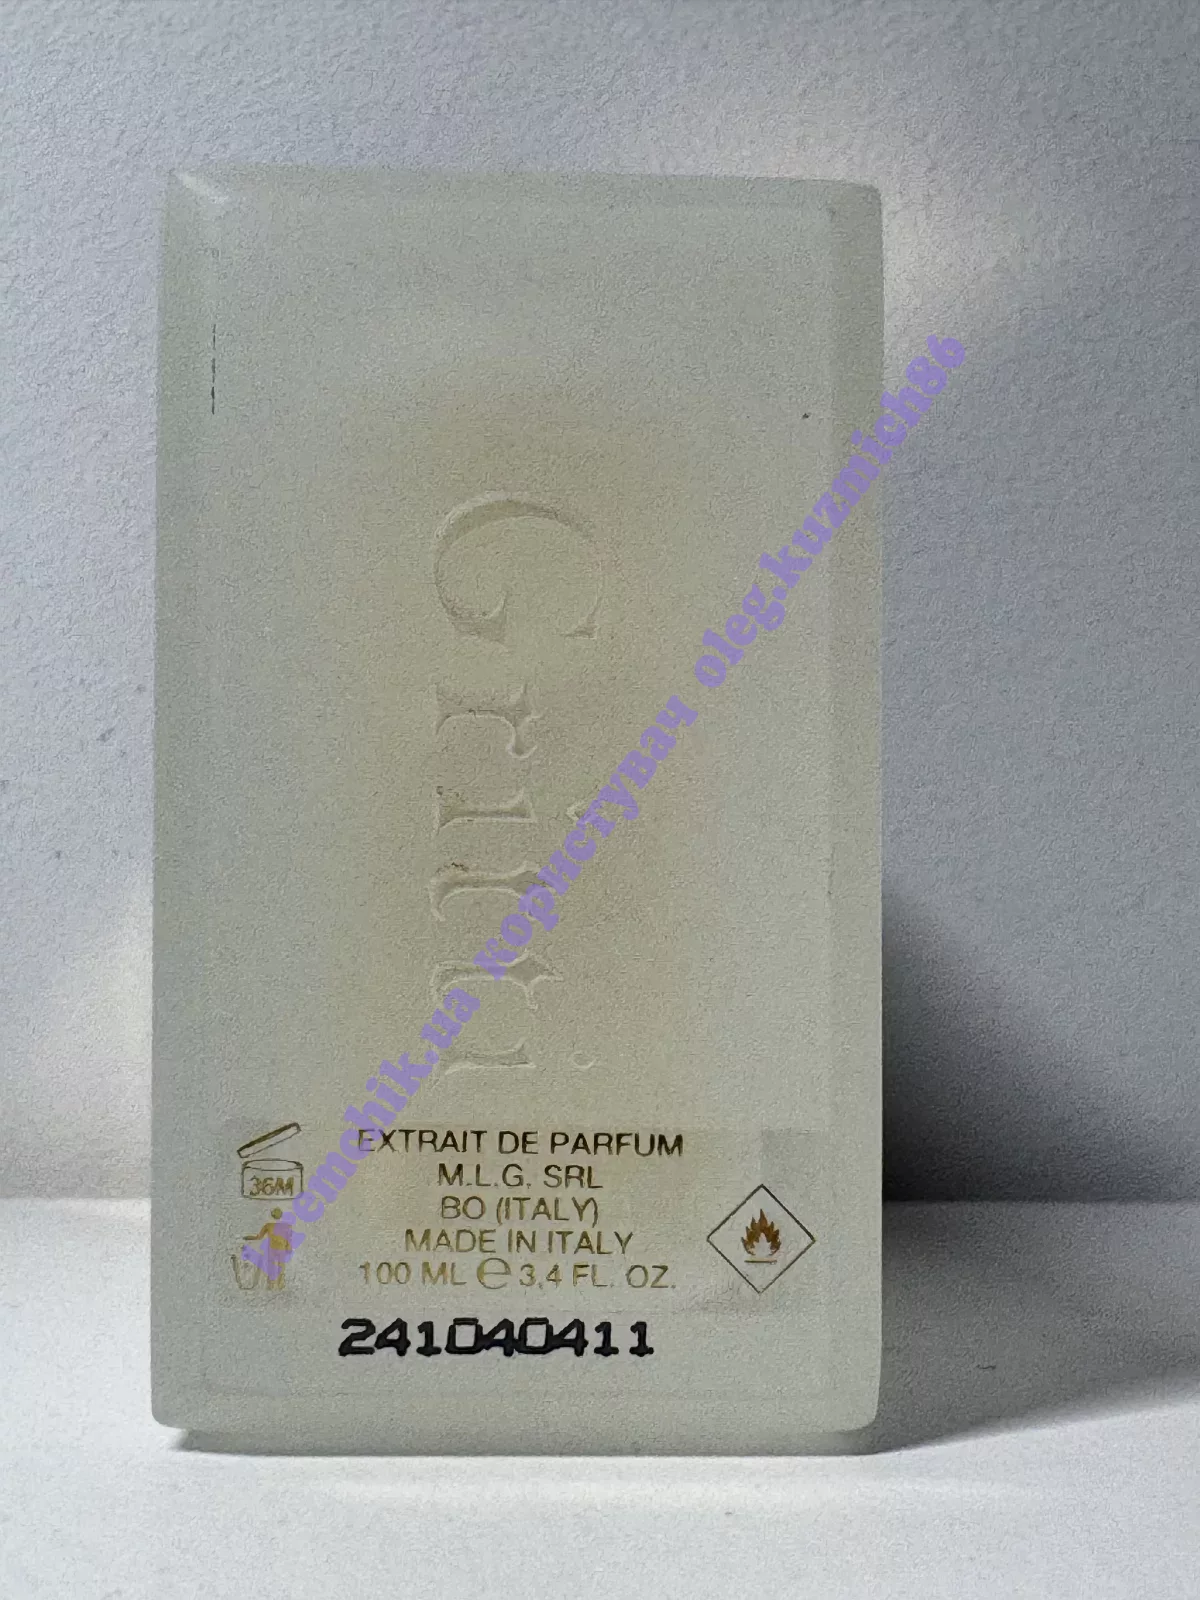 Criti
36M
EXTRAIT DE PARFUM
M.L.G. SRL
BO (ITALY)
MADE IN ITALY
100 ML ℮ 3,4 FL. OZ.
241040411
kremchik.ua користувач oleg.kuzmich86